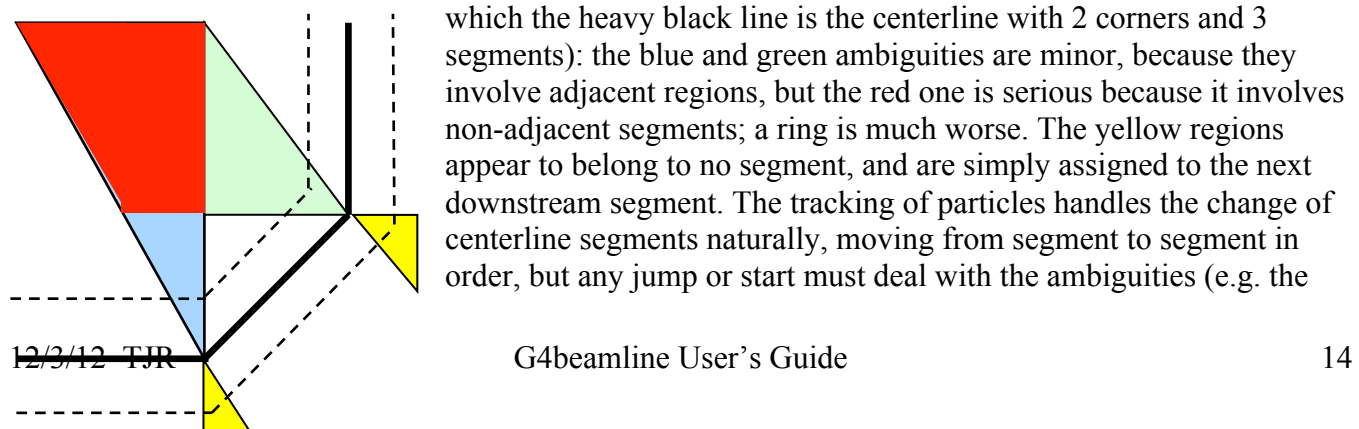 which the heavy black line is the centerline with 2 corners and 3
segments): the blue and green ambiguities are minor, because they
involve adjacent regions, but the red one is serious because it involves
non-adjacent segments; a ring is much worse. The yellow regions
appear to belong to no segment, and are simply assigned to the next
downstream segment. The tracking of particles handles the change of
centerline segments naturally, moving from segment to segment in
order, but any jump or start must deal with the ambiguities (e.g. the
12/3/12 TJR G4beamline User’s Guide 14